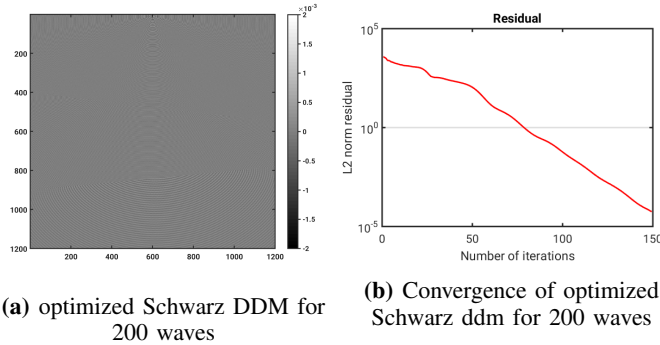 ×10⁻³
2
1.5
1
0.5
0
-0.5
-1
-1.5
-2
200
400
600
800
1000
1200
200 400 600 800 1000 1200
(a) optimized Schwarz DDM for
200 waves
Residual
L2 norm residual
10⁵
10⁰
10⁻⁵
0 50 100 150
Number of iterations
(b) Convergence of optimized
Schwarz ddm for 200 waves